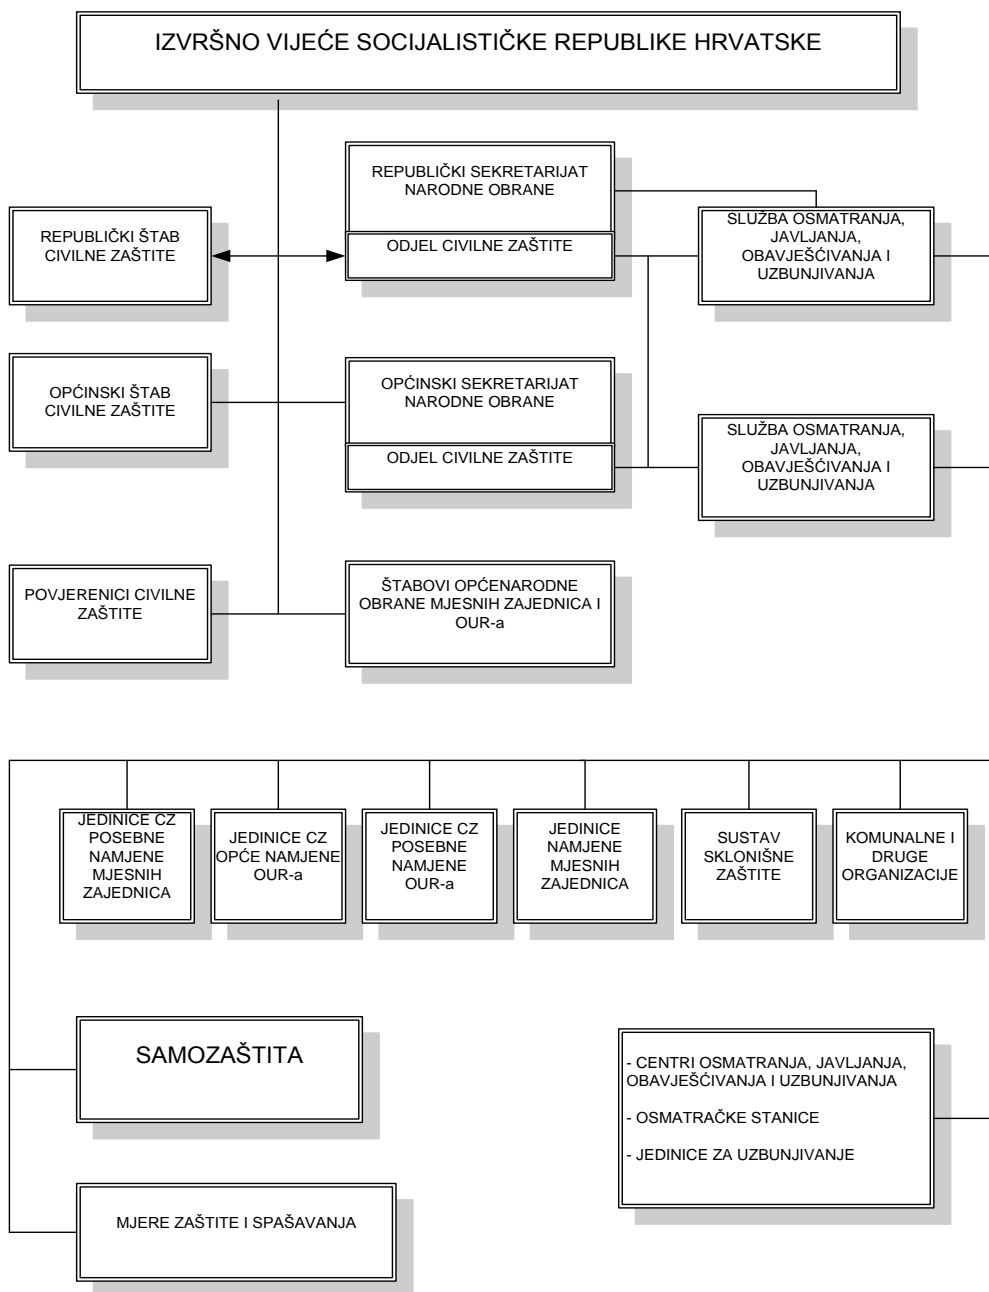 IZVRŠNO VIJEĆE SOCIJALISTIČKE REPUBLIKE HRVATSKE
REPUBLIČKI SEKRETARIJAT
NARODNE OBRANE
ODJEL CIVILNE ZAŠTITE
REPUBLIČKI ŠTAB
CIVILNE ZAŠTITE
SLUŽBA OSMATRANJA,
JAVLJANJA,
OBAVJEŠĆIVANJA I
UZBUNJIVANJA
OPĆINSKI ŠTAB
CIVILNE ZAŠTITE
OPĆINSKI SEKRETARIJAT
NARODNE OBRANE
ODJEL CIVILNE ZAŠTITE
SLUŽBA OSMATRANJA,
JAVLJANJA,
OBAVJEŠĆIVANJA I
UZBUNJIVANJA
POVJERENICI CIVILNE
ZAŠTITE
ŠTABOVI OPĆENARODNE
OBRANE MJESNIH ZAJEDNICA I
OUR-a
JEDINICE CZ
POSEBNE
NAMJENE
MJESNIH
ZAJEDNICA
JEDINICE CZ
OPĆE NAMJENE
OUR-a
JEDINICE CZ
POSEBNE
NAMJENE
OUR-a
JEDINICE
NAMJENE
MJESNIH
ZAJEDNICA
SUSTAV
SKLONIŠNE
ZAŠTITE
KOMUNALNE I
DRUGE
ORGANIZACIJE
SAMOZAŠTITA
- CENTRI OSMATRANJA, JAVLJANJA,
OBAVJEŠĆIVANJA I UZBUNJIVANJA
- OSMATRAČKE STANICE
- JEDINICE ZA UZBUNJIVANJE
MJERE ZAŠTITE I SPAŠAVANJA